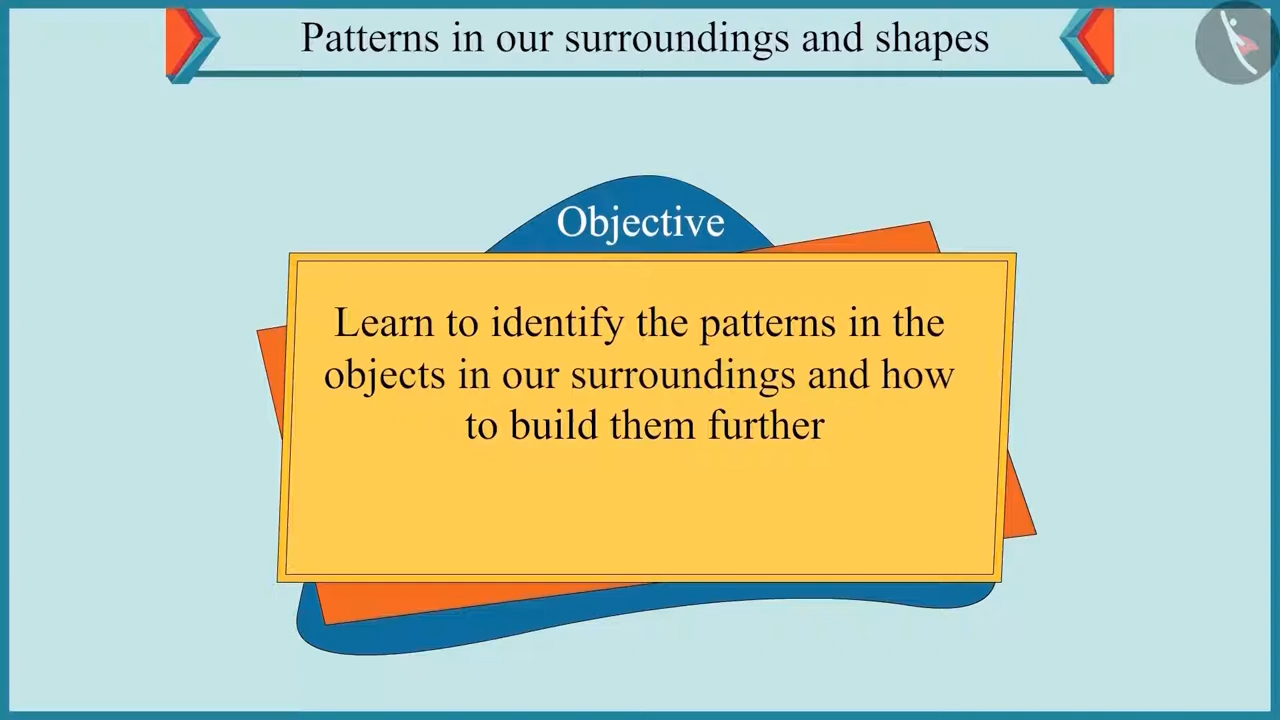 Patterns in our surroundings and shapes
Objective
Learn to identify the patterns in the
objects in our surroundings and how
to build them further